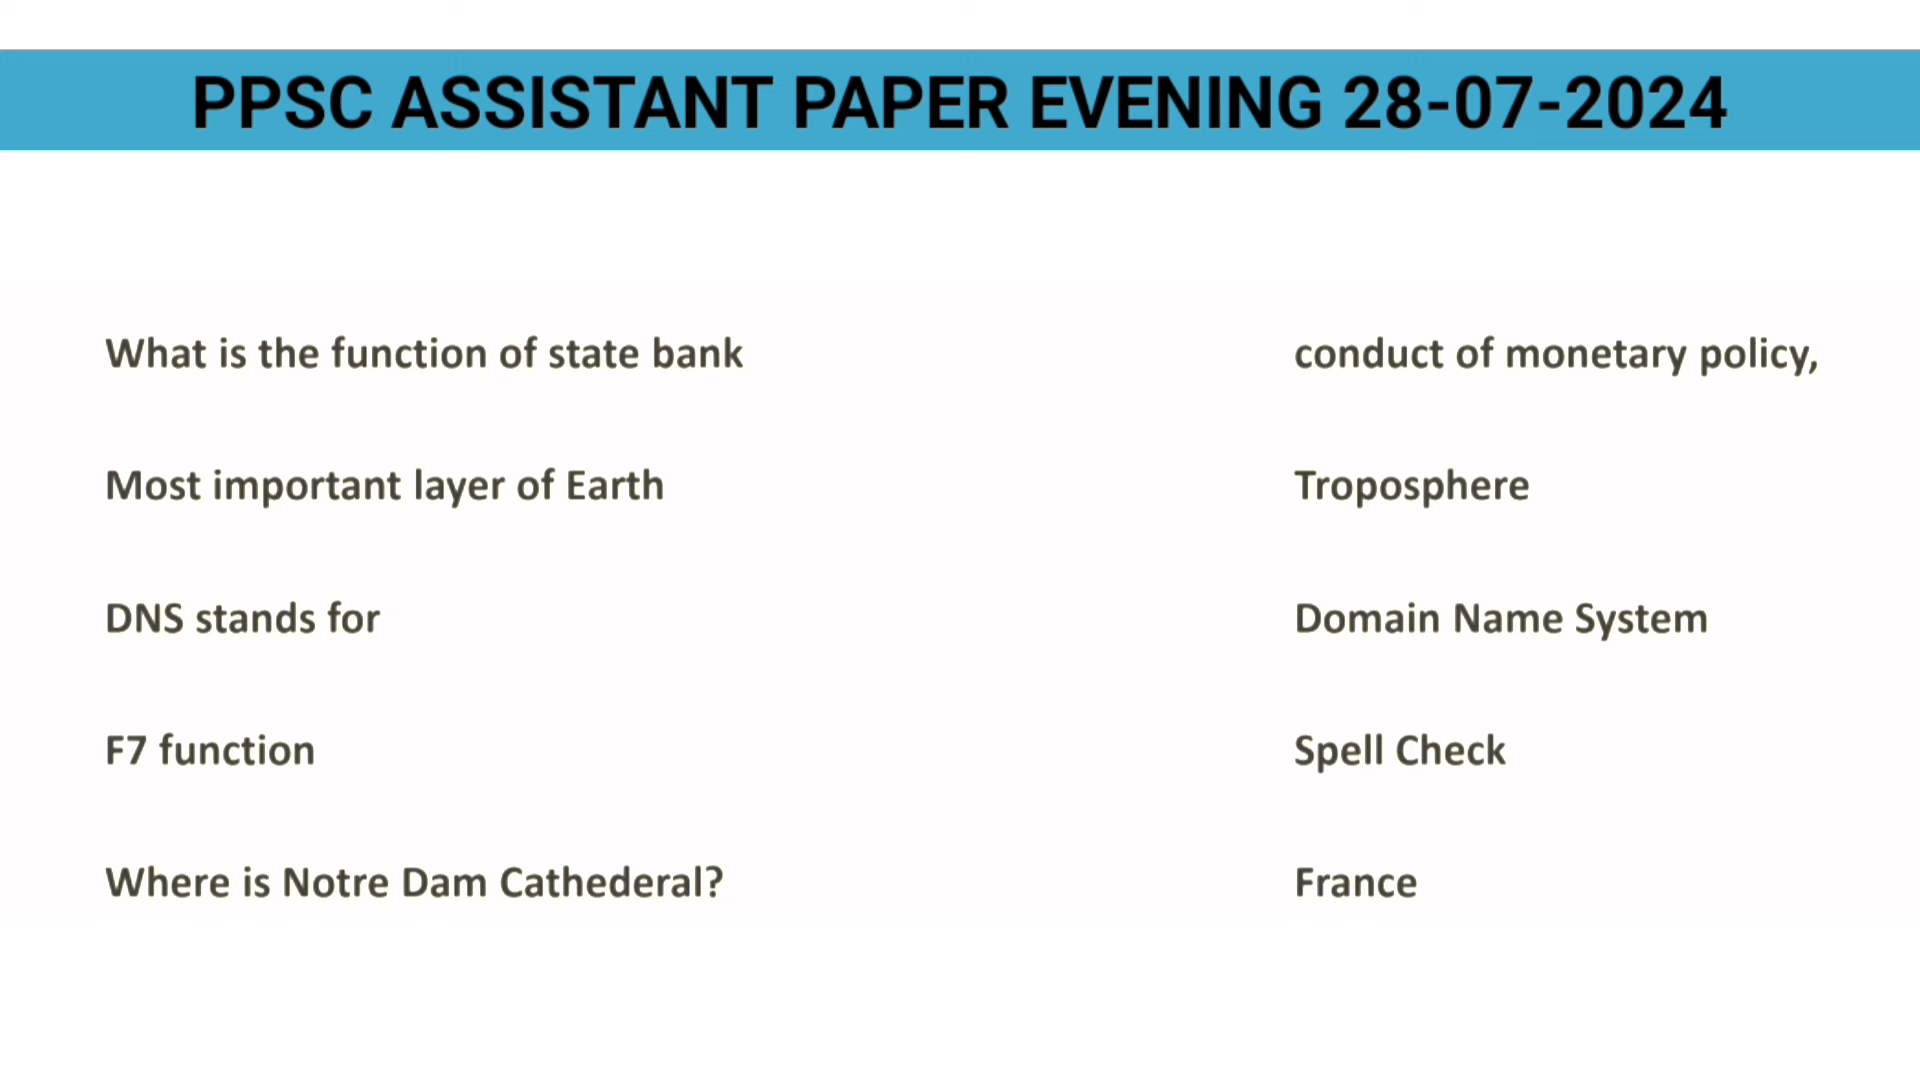 PPSC ASSISTANT PAPER EVENING 28-07-2024
What is the function of state bank conduct of monetary policy,
Most important layer of Earth Troposphere
DNS stands for Domain Name System
F7 function Spell Check
Where is Notre Dam Cathederal? France